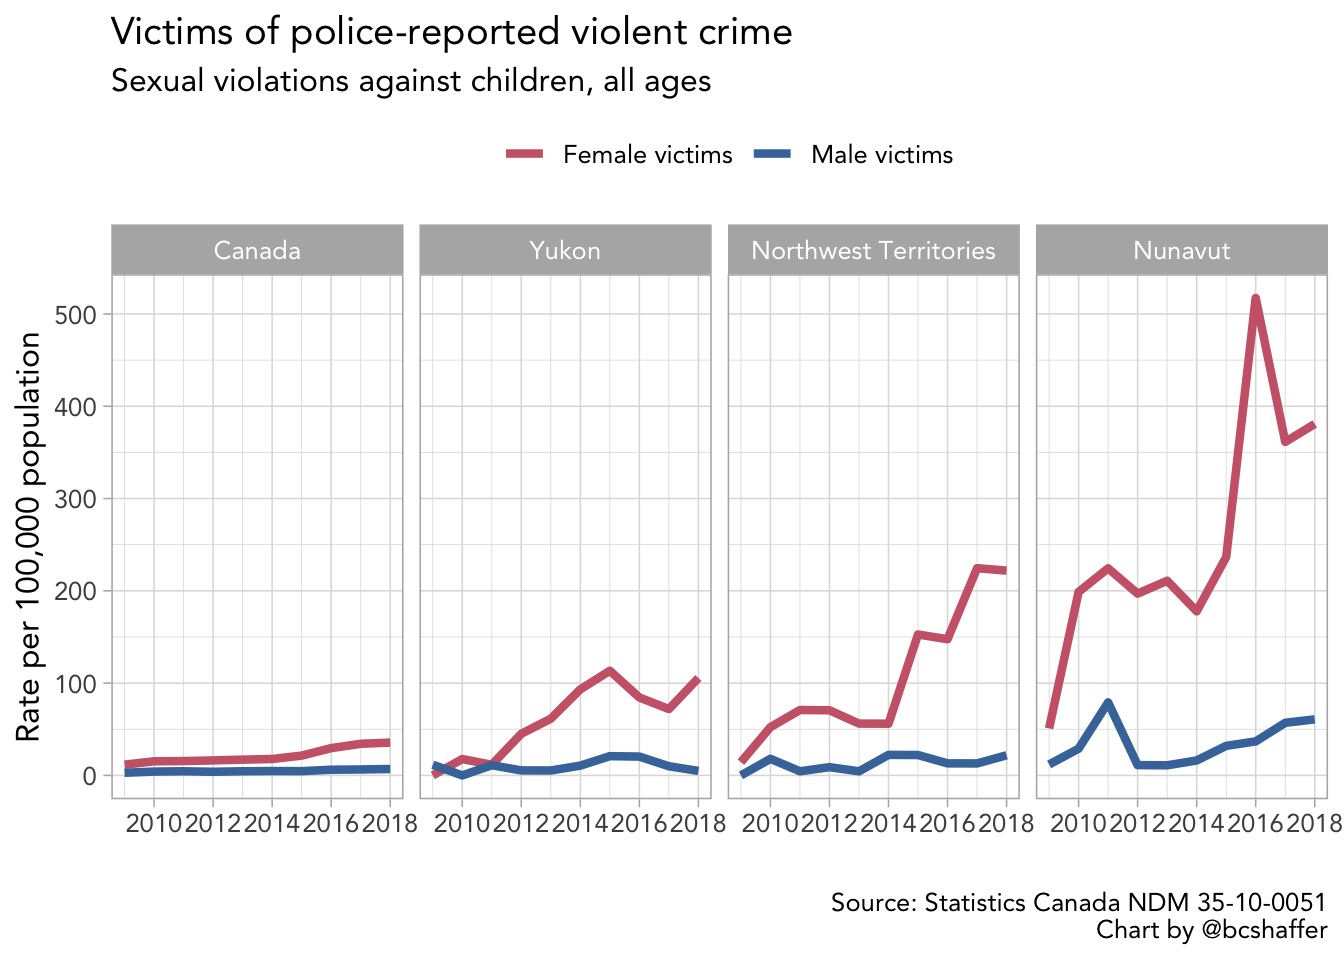 Victims of police-reported violent crime
Sexual violations against children, all ages
Female victims Male victims
Canada Yukon Northwest Territories Nunavut
Rate per 100,000 population
500
400
300
200
100
0
2010 2012 2014 2016 2018 2010 2012 2014 2016 2018 2010 2012 2014 2016 2018 2010 2012 2014 2016 2018
Source: Statistics Canada NDM 35-10-0051
Chart by @bcshaffer